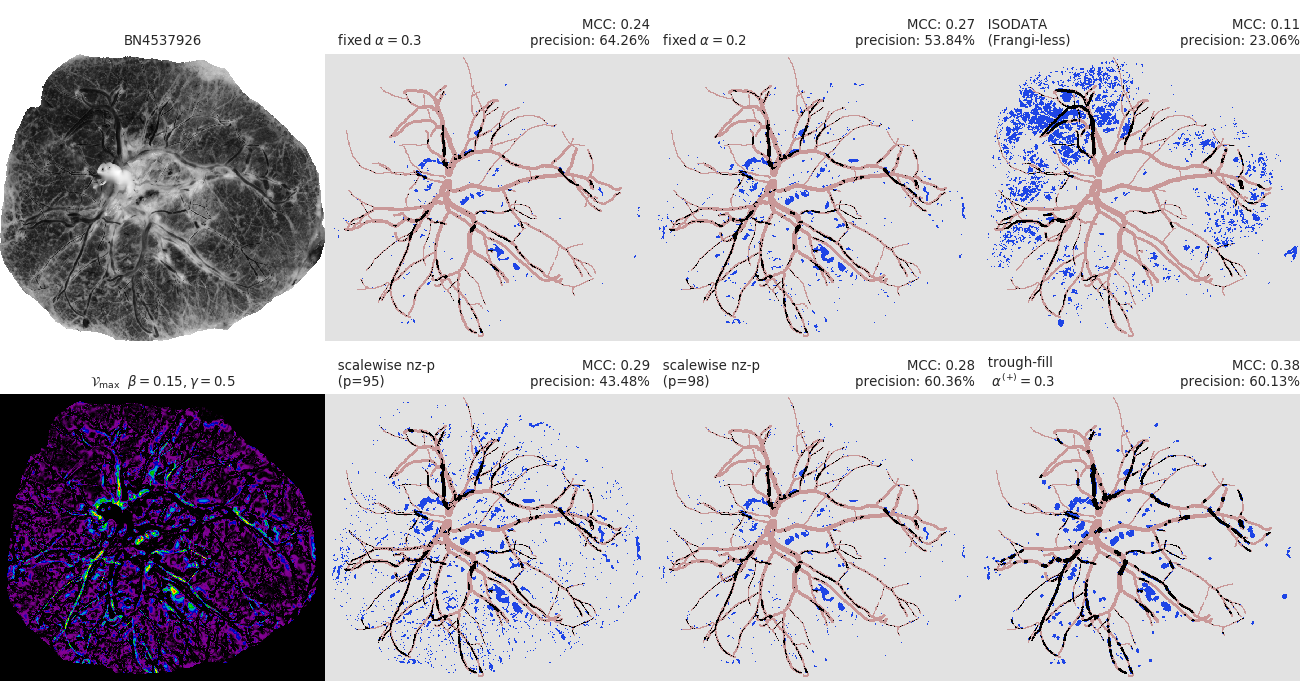 BN4537926
fixed α = 0.3
MCC: 0.24
precision: 64.26%
fixed α = 0.2
MCC: 0.27
precision: 53.84%
ISODATA
(Frangi-less)
MCC: 0.11
precision: 23.06%
𝒱max β = 0.15, γ = 0.5
scalewise nz-p
(p=95)
MCC: 0.29
precision: 43.48%
scalewise nz-p
(p=98)
MCC: 0.28
precision: 60.36%
trough-fill
α(+) = 0.3
MCC: 0.38
precision: 60.13%